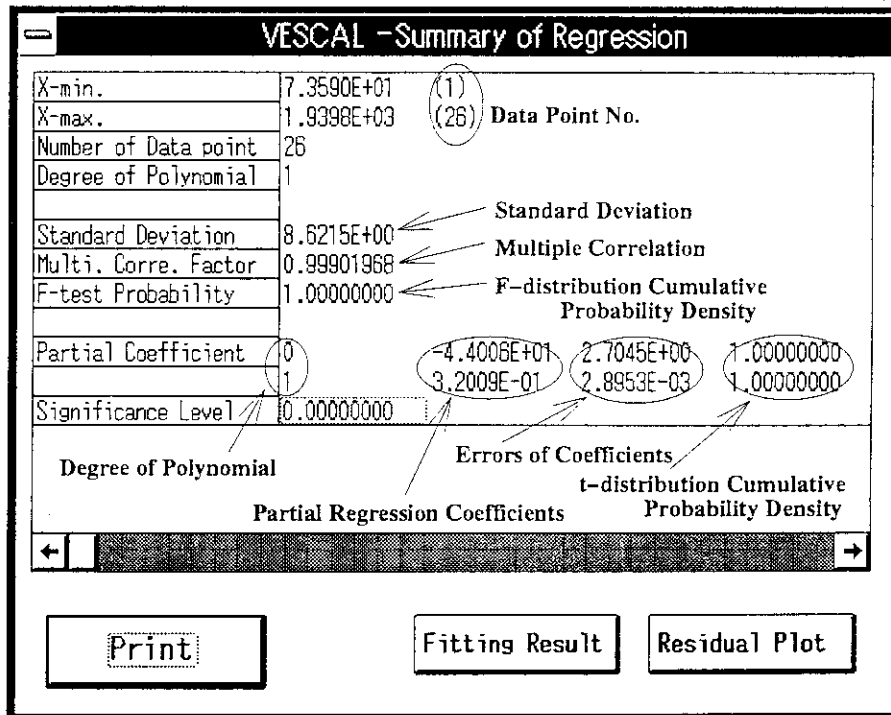 VESCAL -Summary of Regression
X-min. 7.3590E+01 (1)
X-max. 1.9398E+03 (26) Data Point No.
Number of Data point 26
Degree of Polynomial 1
Standard Deviation
Standard Deviation 8.6215E+00
Multiple Correlation
Multi. Corre. Factor 0.99901968
F-test Probability 1.00000000
F-distribution Cumulative
Probability Density
Partial Coefficient 0 -4.4006E+01 2.7045E+00 1.00000000
1 3.2009E-01 2.8953E-03 1.00000000
Significance Level 0.00000000
Degree of Polynomial
Errors of Coefficients
t-distribution Cumulative
Probability Density
Partial Regression Coefficients
Print
Fitting Result
Residual Plot